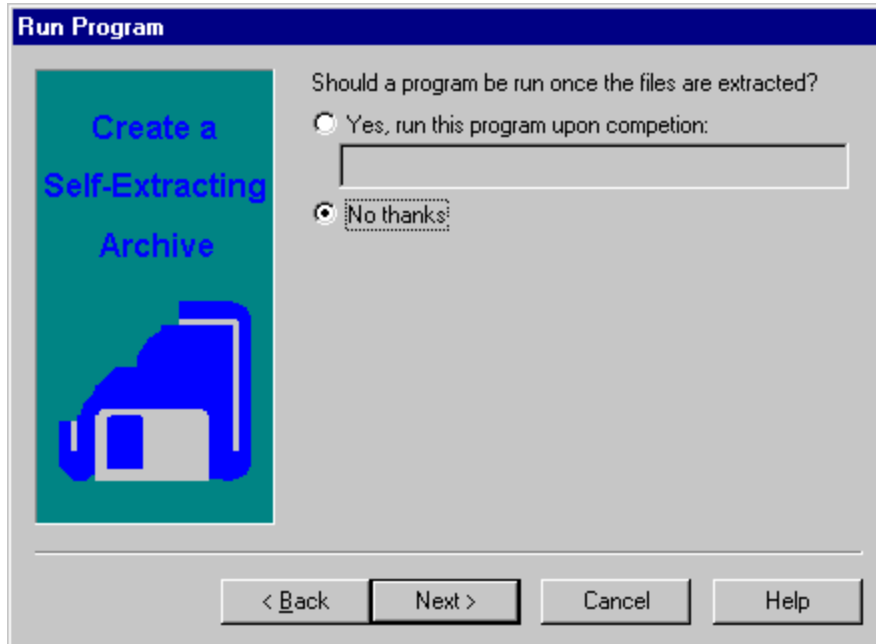 Run Program
Create a
Self-Extracting
Archive
Should a program be run once the files are extracted?
Yes, run this program upon competion:
No thanks
< Back
Next >
Cancel
Help